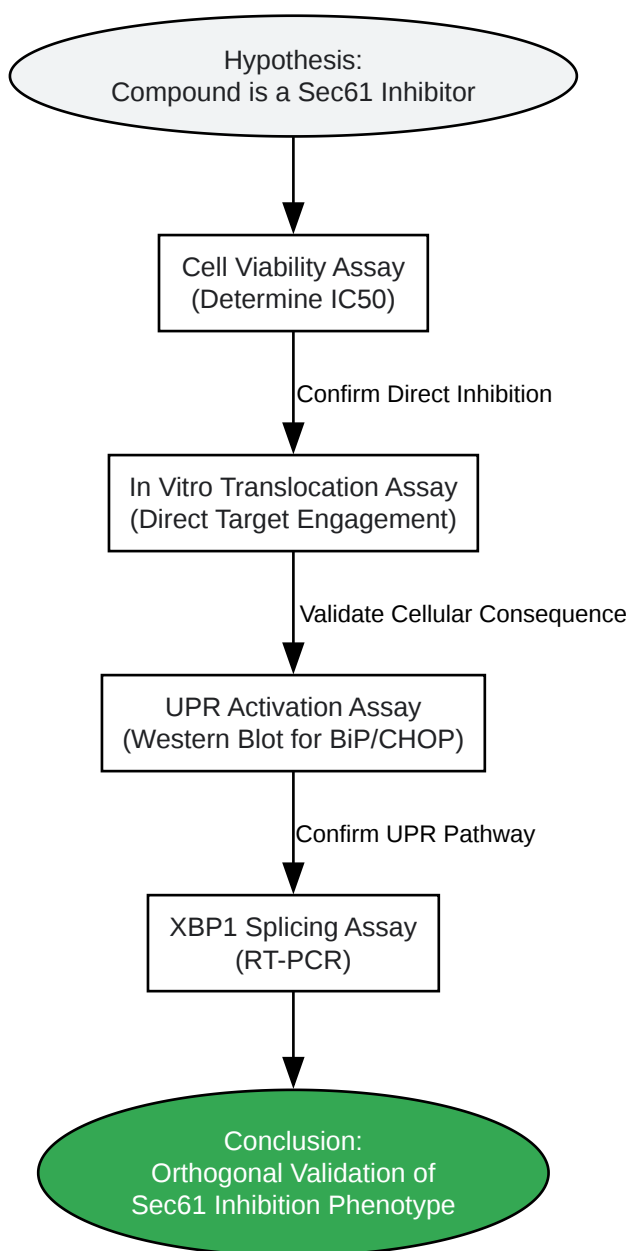 Hypothesis:
Compound is a Sec61 Inhibitor
Cell Viability Assay
(Determine IC50)
Confirm Direct Inhibition
In Vitro Translocation Assay
(Direct Target Engagement)
Validate Cellular Consequence
UPR Activation Assay
(Western Blot for BiP/CHOP)
Confirm UPR Pathway
XBP1 Splicing Assay
(RT-PCR)
Conclusion:
Orthogonal Validation of
Sec61 Inhibition Phenotype